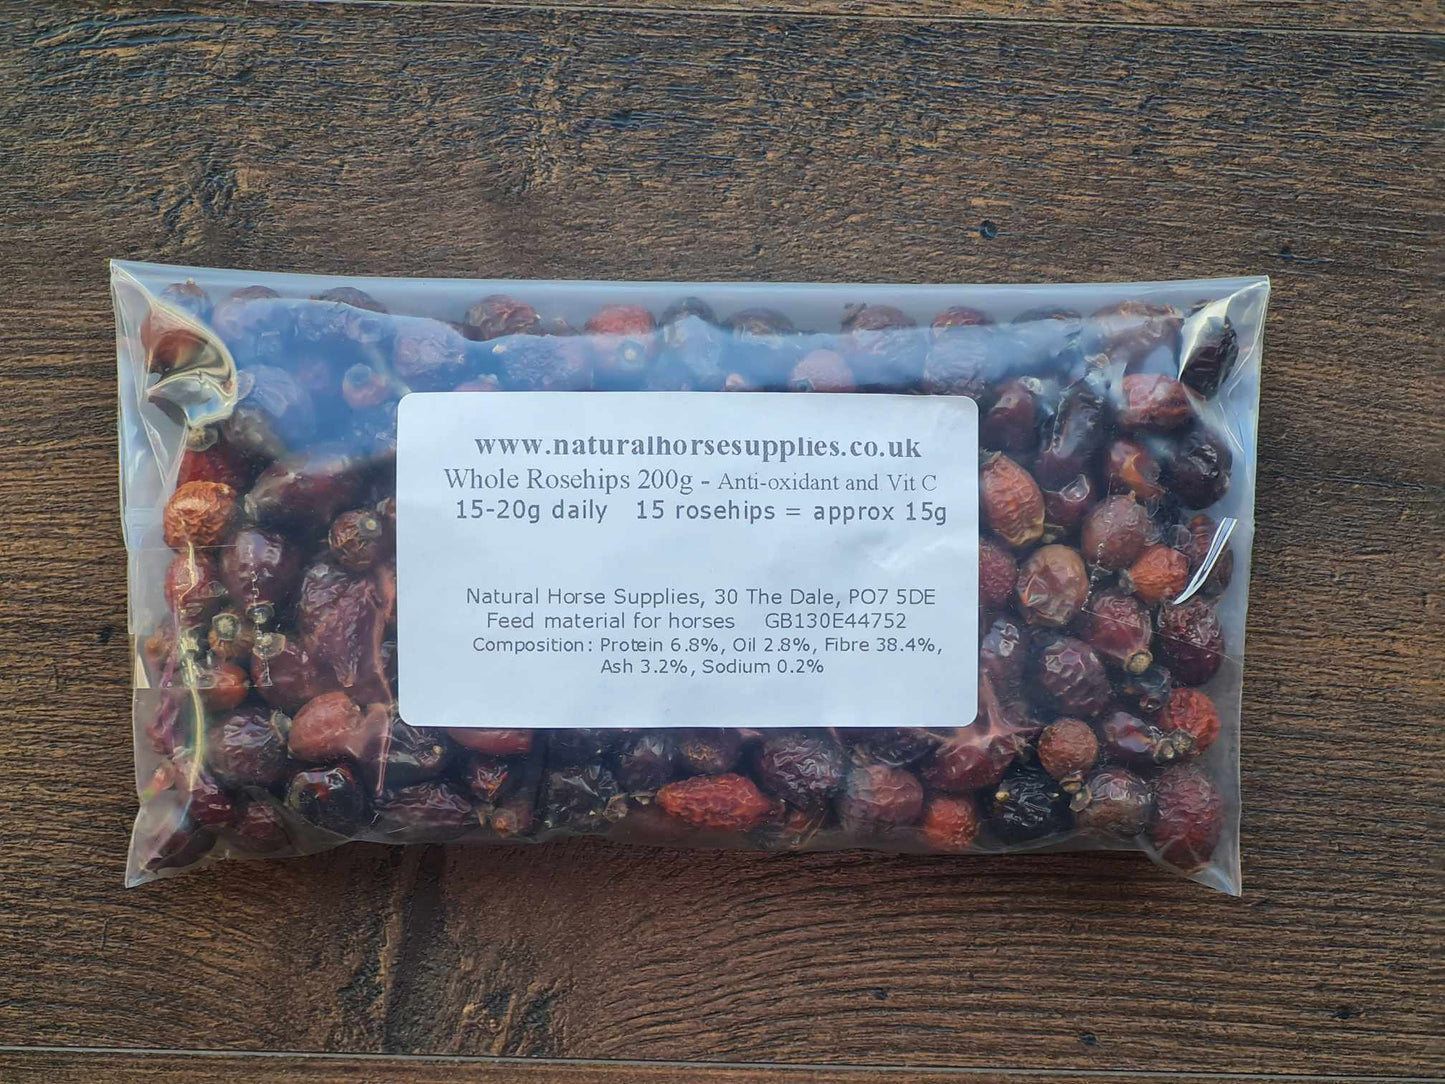 www.naturalhorsesupplies.co.uk
Whole Rosehips 200g - Anti-oxidant and Vit C
15-20g daily 15 rosehips = approx 15g
Natural Horse Supplies, 30 The Dale, PO7 5DE
Feed material for horses GB130E44752
Composition: Protein 6.8%, Oil 2.8%, Fibre 38.4%,
Ash 3.2%, Sodium 0.2%